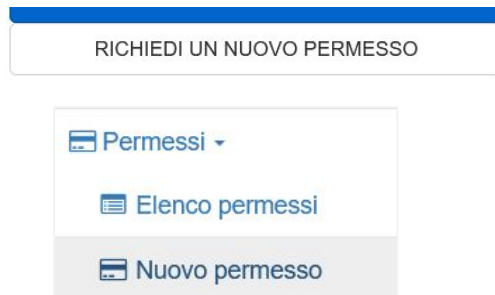 RICHIEDI UN NUOVO PERMESSO
Permessi
Elenco permessi
Nuovo permesso